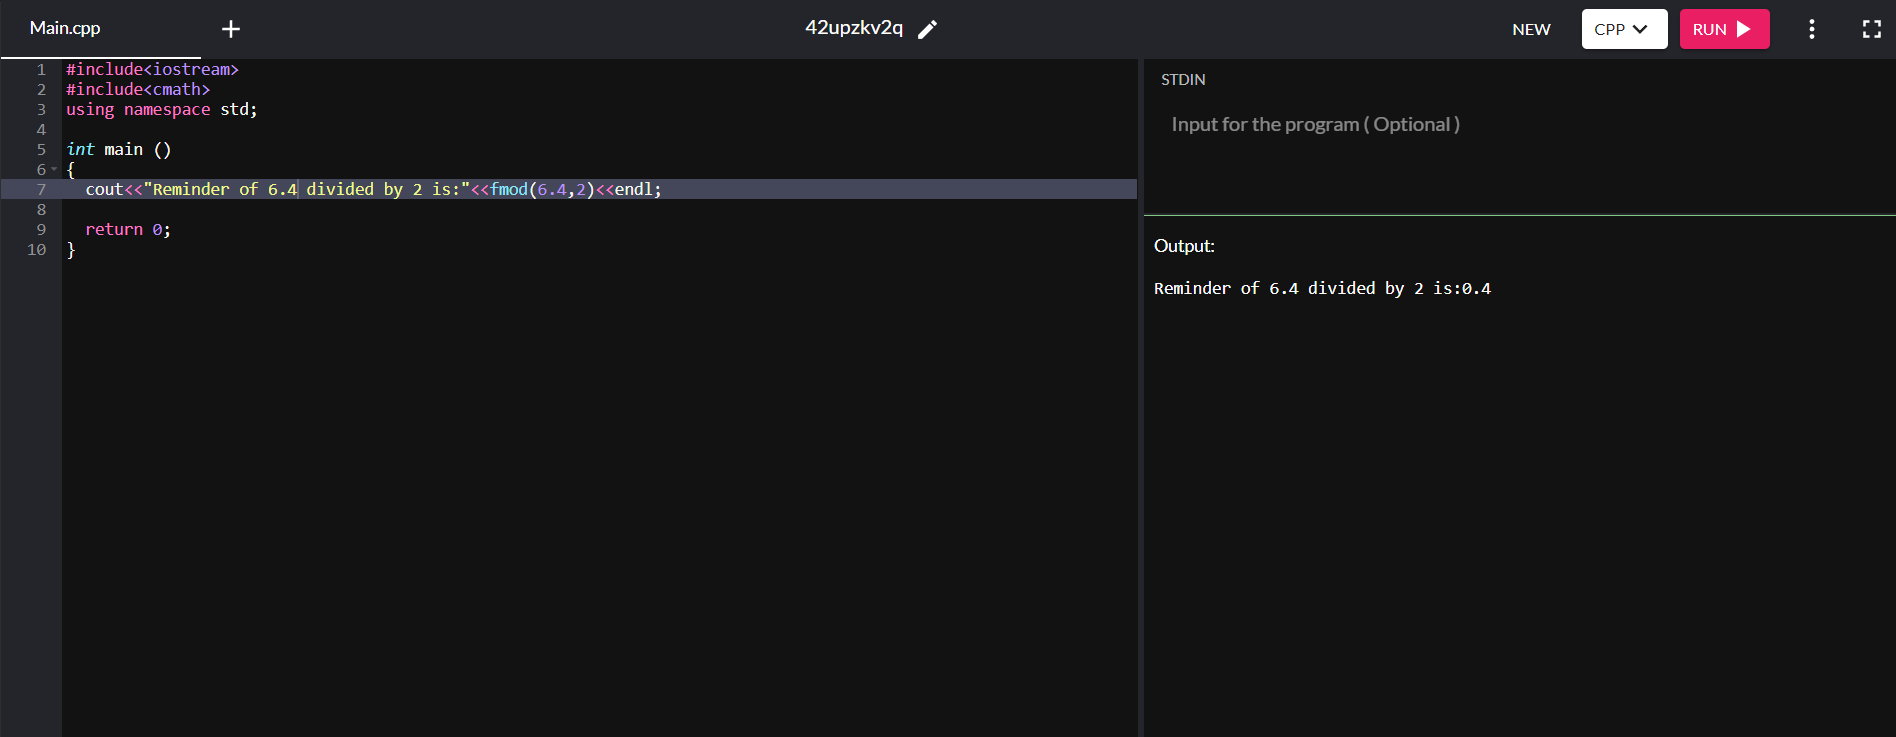 Main.cpp
42upzkv2q
NEW
CPP
RUN
1 #include<iostream>
2 #include<cmath>
3 using namespace std;
4
5 int main ()
6 {
7 cout<<"Reminder of 6.4 divided by 2 is:"<<fmod(6.4,2)<<endl;
8
9 return 0;
10 }
STDIN
Input for the program ( Optional )
Output:
Reminder of 6.4 divided by 2 is:0.4